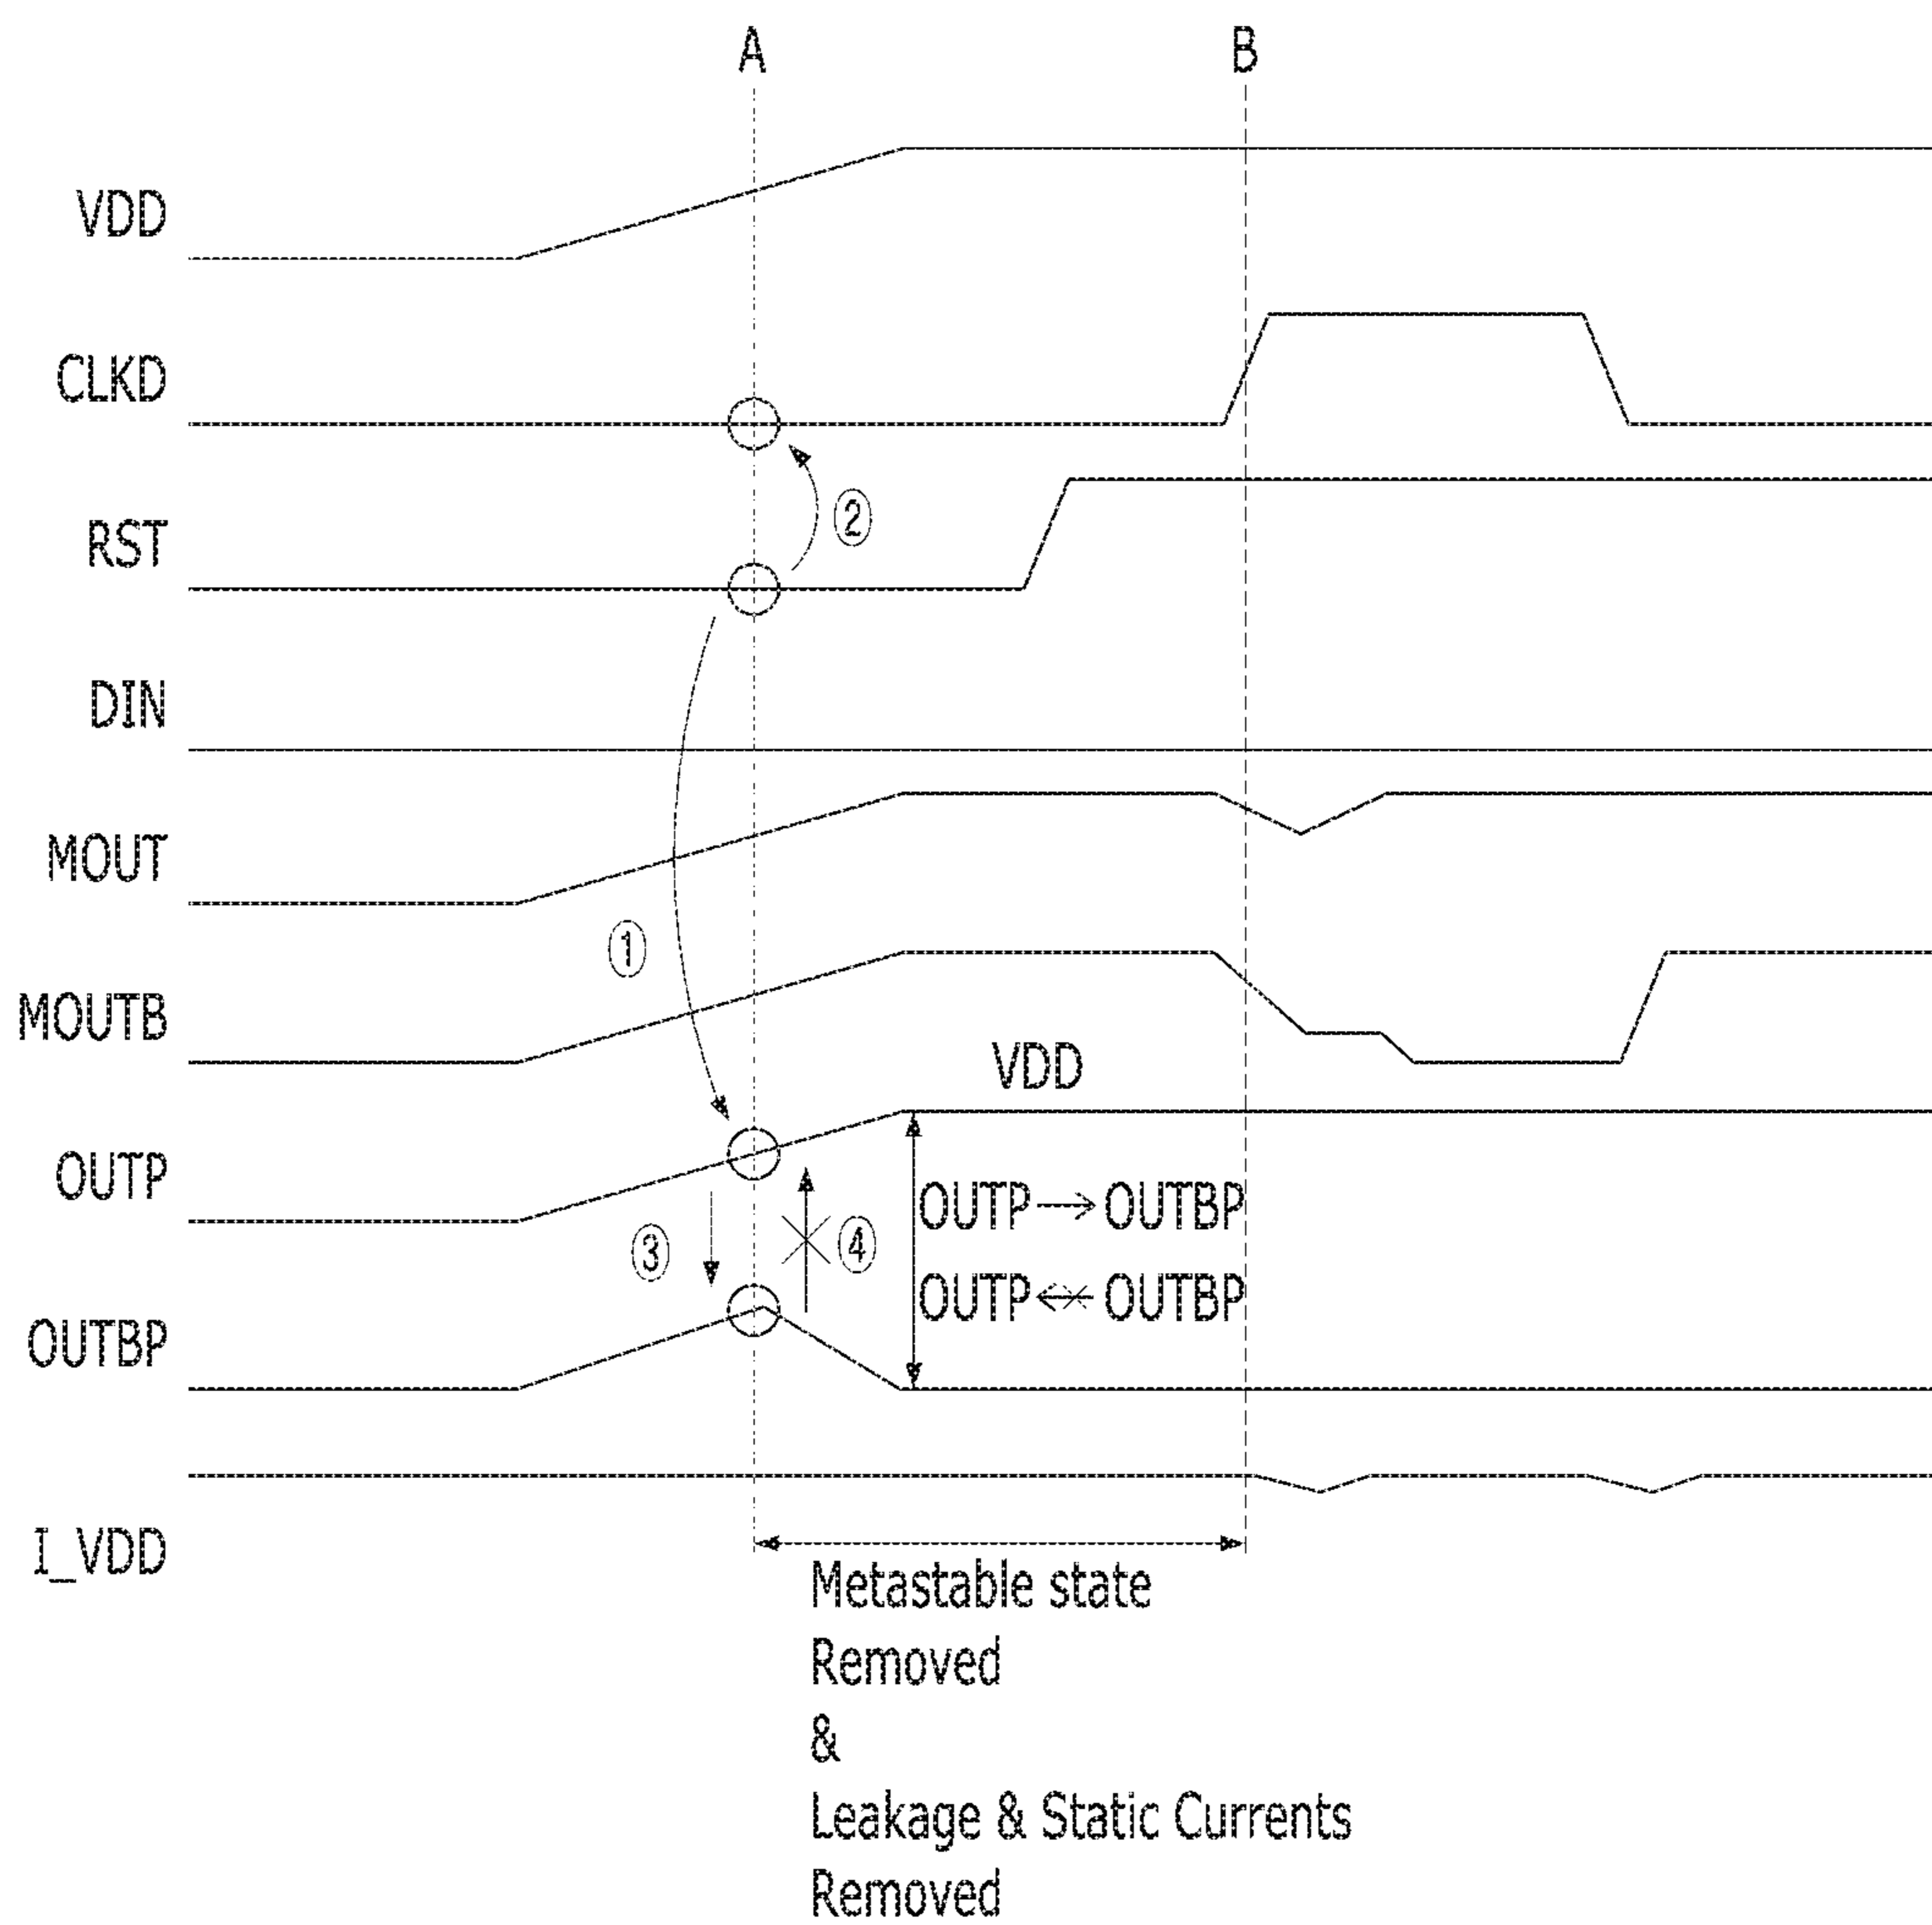 A B
VDD
CLKD
②
RST
DIN
MOUT
①
MOUTB
VDD
OUTP
OUTP→OUTBP
③ ④
OUTP↔OUTBP
OUTBP
I_VDD
Metastable state
Removed
&
Leakage & Static Currents
Removed